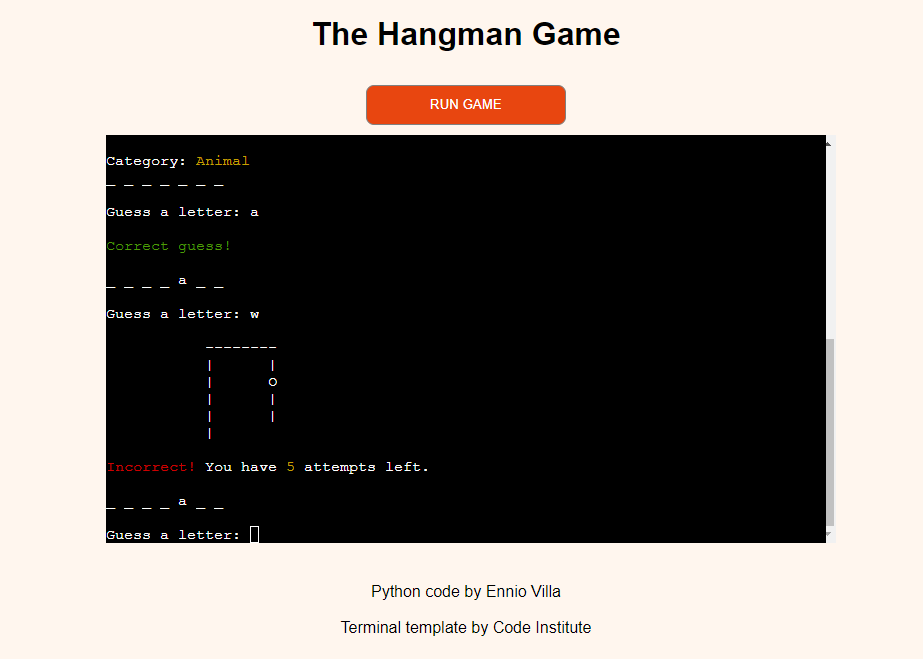 The Hangman Game
RUN GAME
Category: Animal
_ _ _ _ _ _ _
Guess a letter: a
Correct guess!
_ _ _ _ a _ _
Guess a letter: w
--------
|      |
|      O
|      |
|      |
|
Incorrect! You have 5 attempts left.
_ _ _ _ a _ _
Guess a letter:
Python code by Ennio Villa
Terminal template by Code Institute